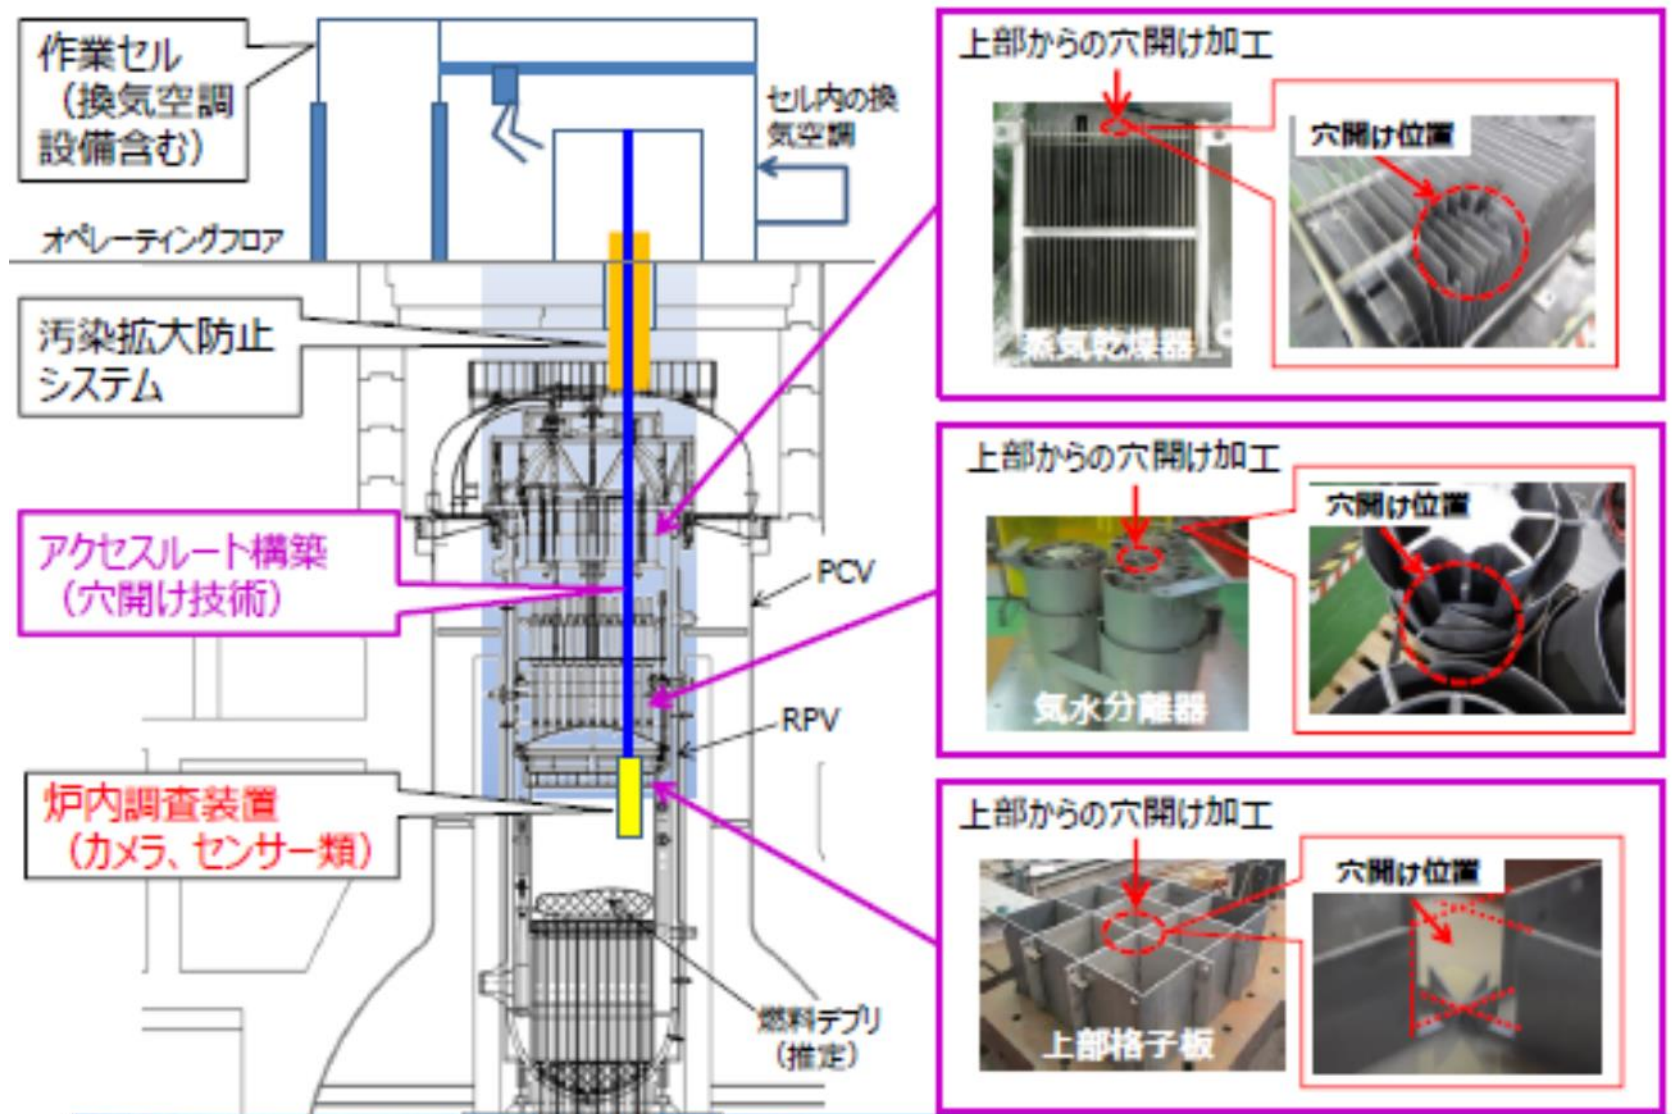 作業セル
（換気空調
設備含む）
セル内の換
気空調
オペレーティングフロア
汚染拡大防止
システム
アクセスルート構築
（穴開け技術）
PCV
RPV
炉内調査装置
（カメラ、センサー類）
燃料デブリ
（推定）
上部からの穴開け加工
穴開け位置
蒸気乾燥器
上部からの穴開け加工
穴開け位置
気水分離器
上部からの穴開け加工
穴開け位置
上部格子板